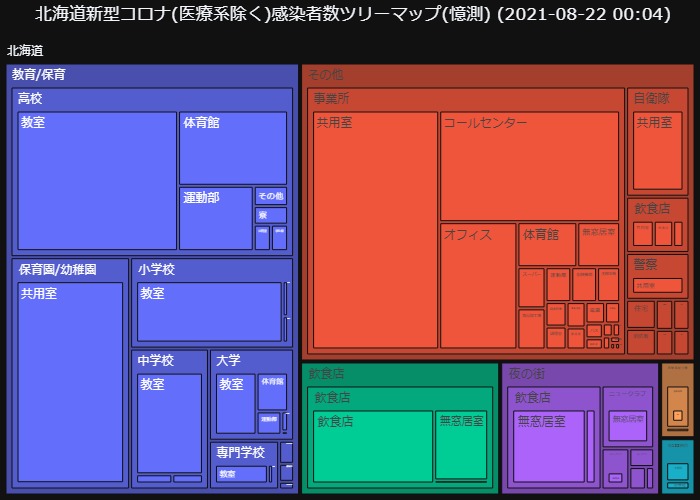 北海道新型コロナ(医療系除く)感染者数ツリーマップ(憶測) (2021-08-22 00:04)
北海道
教育/保育
高校
教室
体育館
運動部
その他
寮
保育園/幼稚園
共用室
小学校
教室
中学校
教室
大学
教室
体育館
運動部
専門学校
教室
その他
事業所
共用室
コールセンター
オフィス
体育館
無窓居室
スーパー
自衛隊
共用室
飲食店
警察
共用室
飲食店
飲食店
飲食店
無窓居室
夜の街
飲食店
無窓居室
ニュークラブ
無窓居室